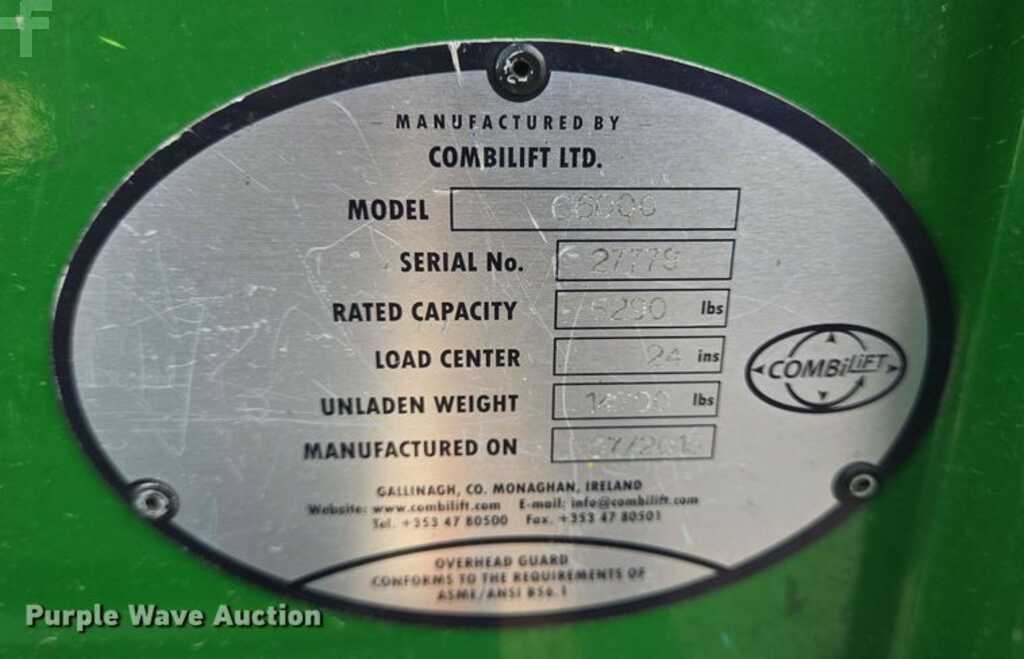 MANUFACTURED BY
COMBILIFT LTD.
MODEL
SERIAL No. 27779
RATED CAPACITY lbs
LOAD CENTER 24 ins
UNLADEN WEIGHT lbs
MANUFACTURED ON
COMBiLiFT
GALLINAGH, CO. MONAGHAN, IRELAND
Website: www.combilift.com E-mail: info@combilift.com
Tel. +353 47 80500 Fax. +353 47 80501
OVERHEAD GUARD
CONFORMS TO THE REQUIREMENTS OF
ASME/ANSI B56.1
Purple Wave Auction